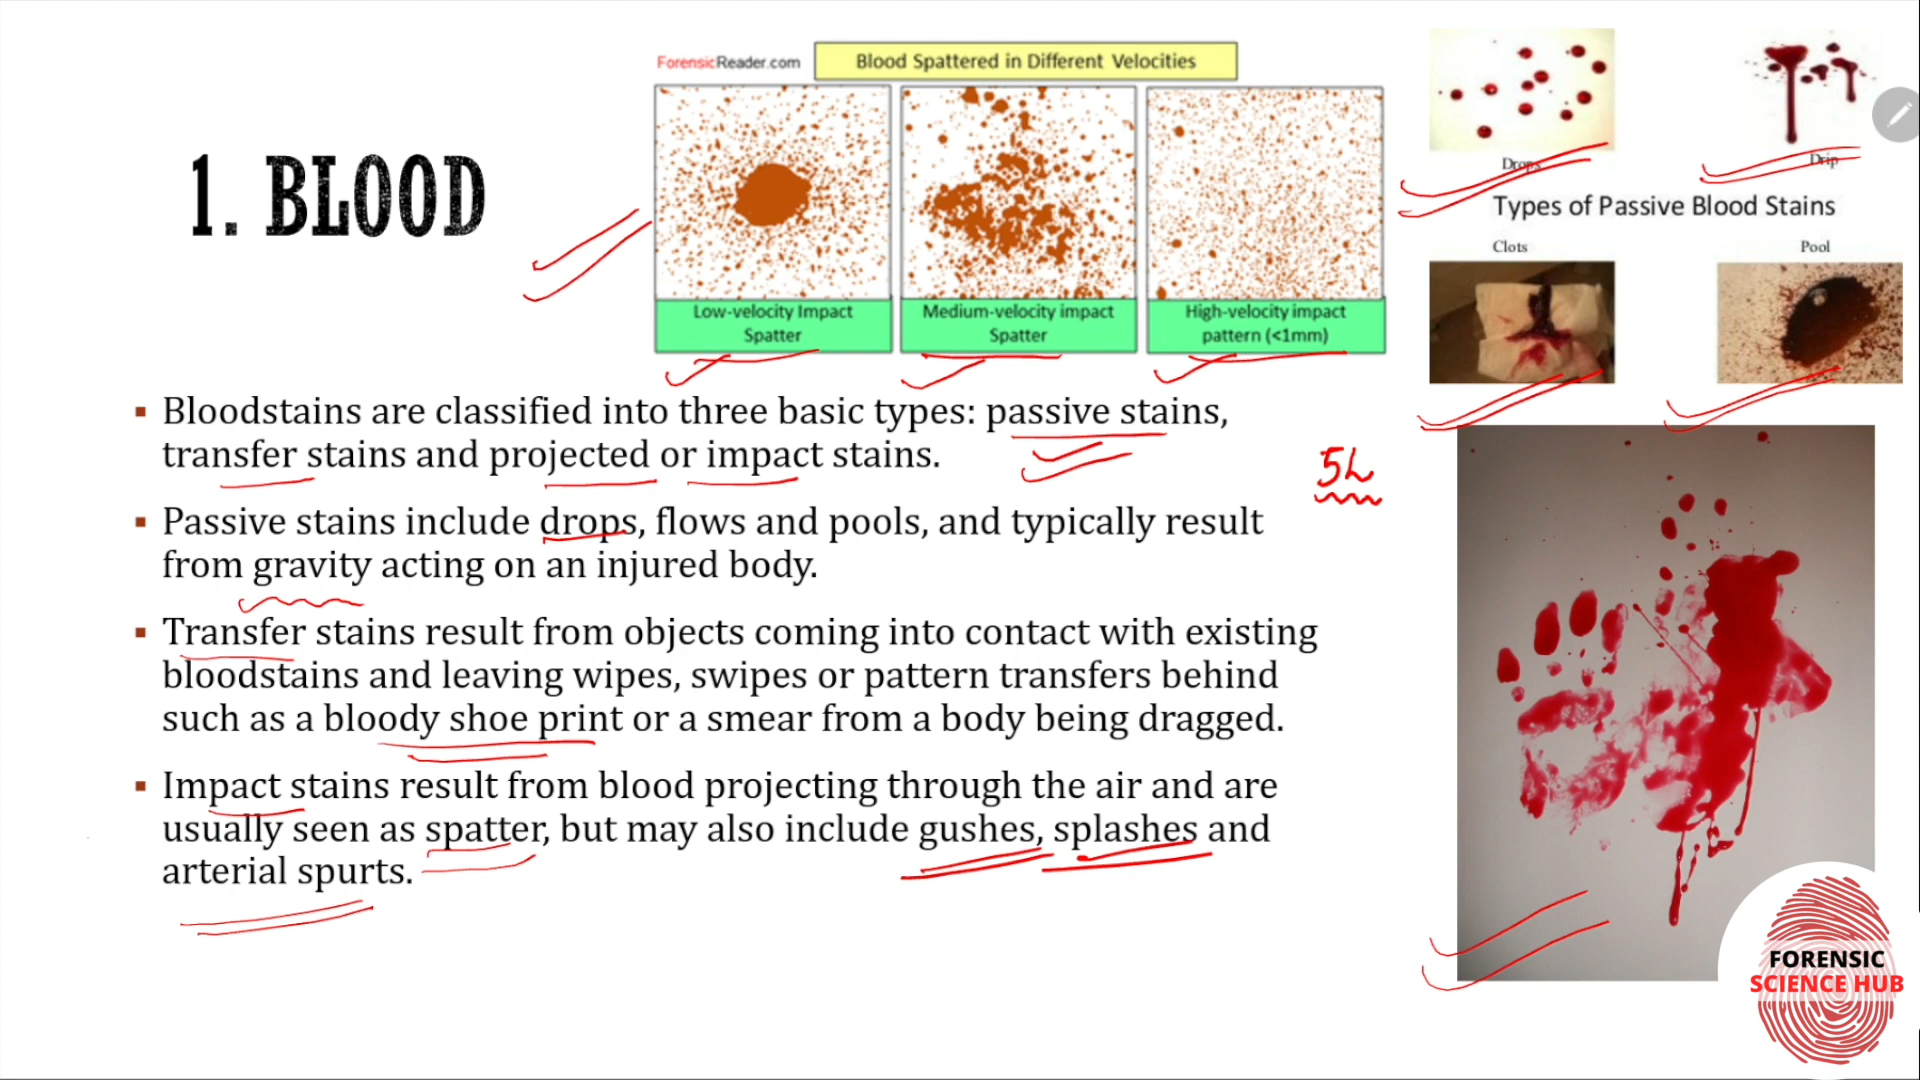 1. BLOOD
ForensicReader.com
Blood Spattered in Different Velocities
Low-velocity Impact
Spatter
Medium-velocity impact
Spatter
High-velocity impact
pattern (<1mm)
Drops
Drip
Types of Passive Blood Stains
Clots
Pool
▪ Bloodstains are classified into three basic types: passive stains,
transfer stains and projected or impact stains.
5L
▪ Passive stains include drops, flows and pools, and typically result
from gravity acting on an injured body.
▪ Transfer stains result from objects coming into contact with existing
bloodstains and leaving wipes, swipes or pattern transfers behind
such as a bloody shoe print or a smear from a body being dragged.
▪ Impact stains result from blood projecting through the air and are
usually seen as spatter, but may also include gushes, splashes and
arterial spurts.
FORENSIC
SCIENCE HUB